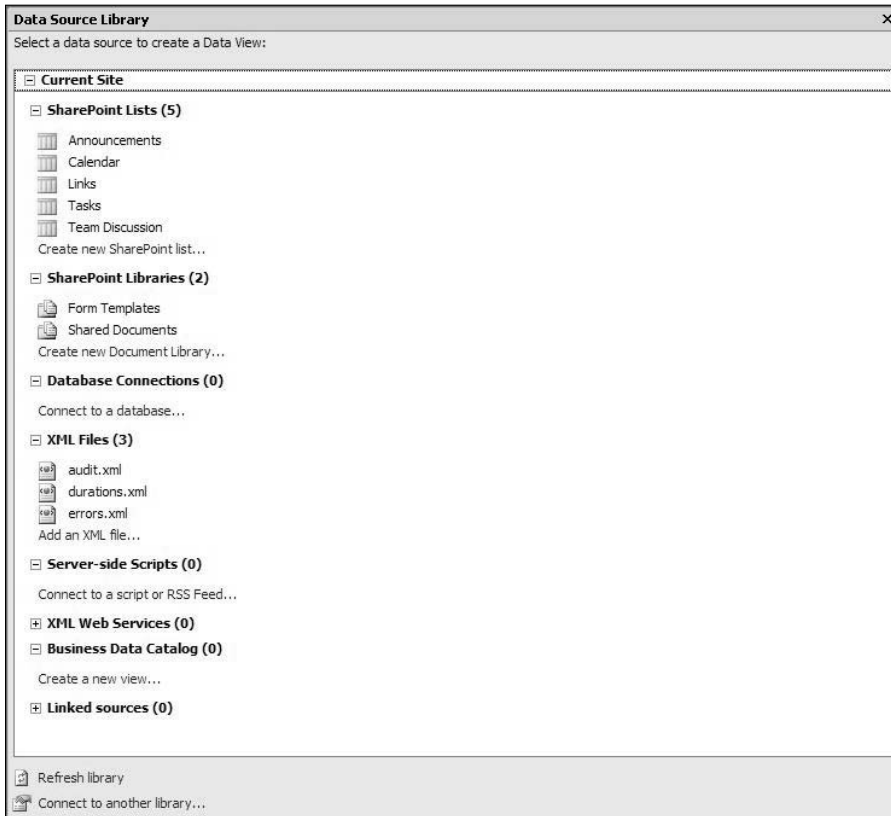 Data Source Library
Select a data source to create a Data View:
Current Site
SharePoint Lists (5)
Announcements
Calendar
Links
Tasks
Team Discussion
Create new SharePoint list...
SharePoint Libraries (2)
Form Templates
Shared Documents
Create new Document Library...
Database Connections (0)
Connect to a database...
XML Files (3)
audit.xml
durations.xml
errors.xml
Add an XML file...
Server-side Scripts (0)
Connect to a script or RSS Feed...
XML Web Services (0)
Business Data Catalog (0)
Create a new view...
Linked sources (0)
Refresh library
Connect to another library...